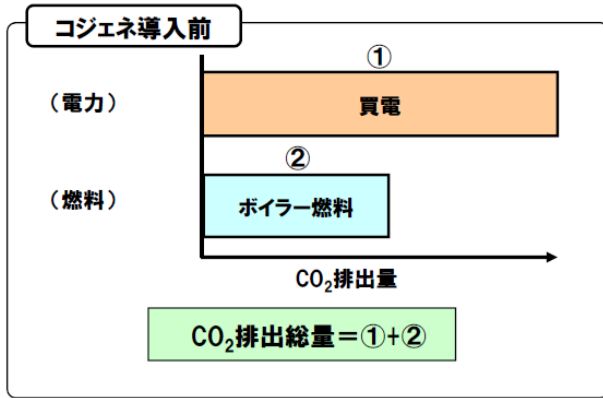 コジェネ導入前
①
（電力）
買電
②
（燃料）
ボイラー燃料
CO₂排出量
CO₂排出総量＝①+②